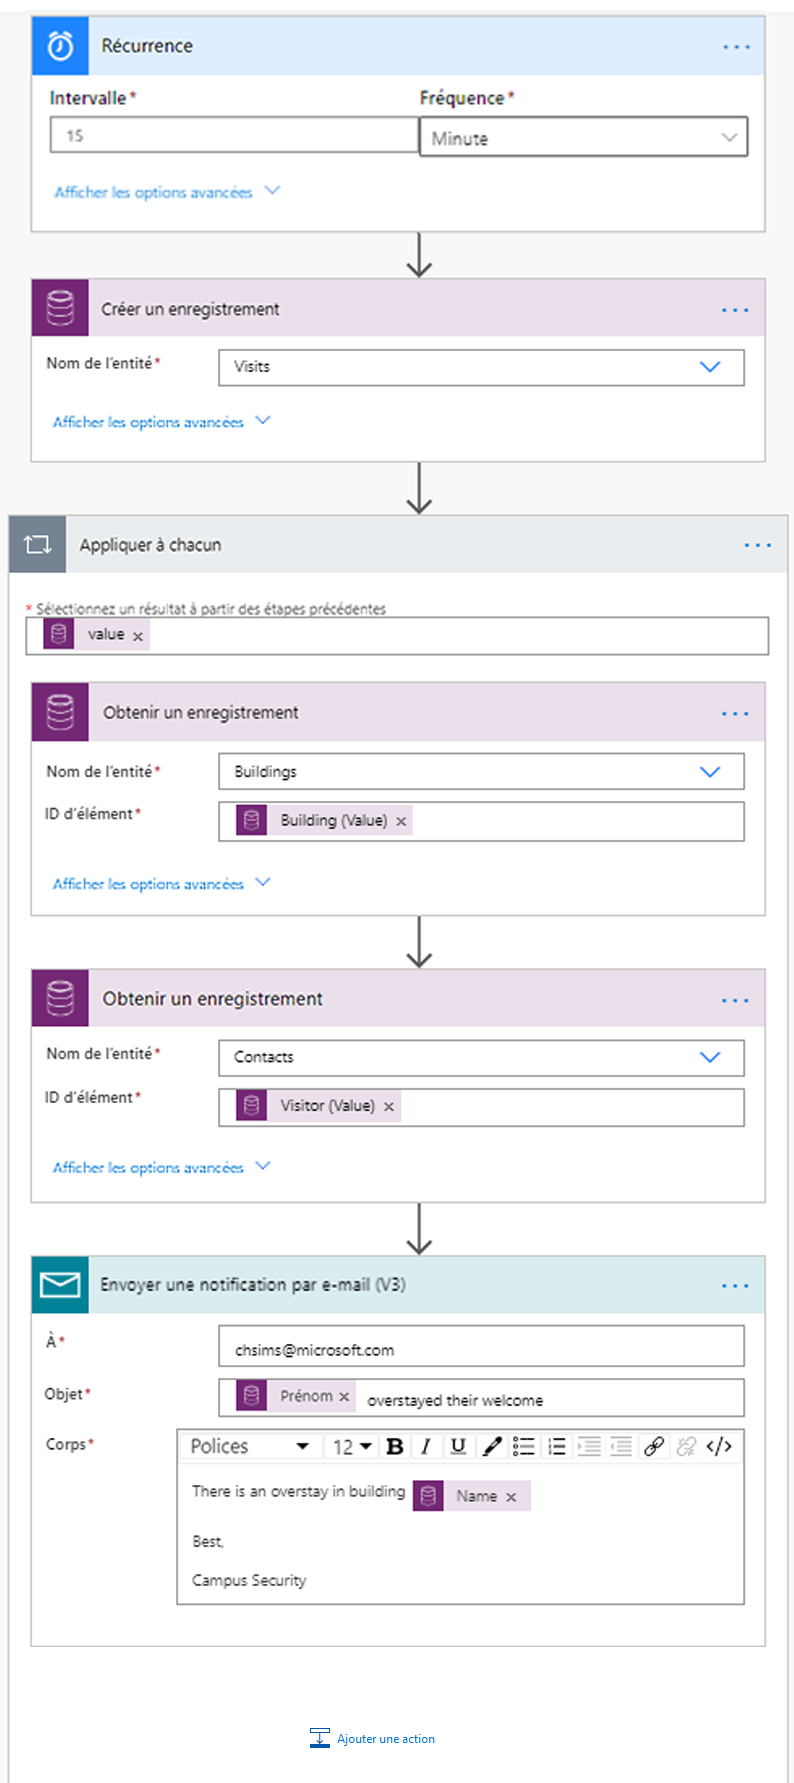 Récurrence
Intervalle* Fréquence*
15 Minute
Afficher les options avancées
Créer un enregistrement
Nom de l'entité* Visits
Afficher les options avancées
Appliquer à chacun
* Sélectionnez un résultat à partir des étapes précédentes
value ×
Obtenir un enregistrement
Nom de l'entité* Buildings
ID d'élément* Building (Value) ×
Afficher les options avancées
Obtenir un enregistrement
Nom de l'entité* Contacts
ID d'élément* Visitor (Value) ×
Afficher les options avancées
Envoyer une notification par e-mail (V3)
À* chsims@microsoft.com
Objet* Prénom × overstayed their welcome
Corps* Polices 12 B I U </>
There is an overstay in building Name ×
Best,
Campus Security
Ajouter une action